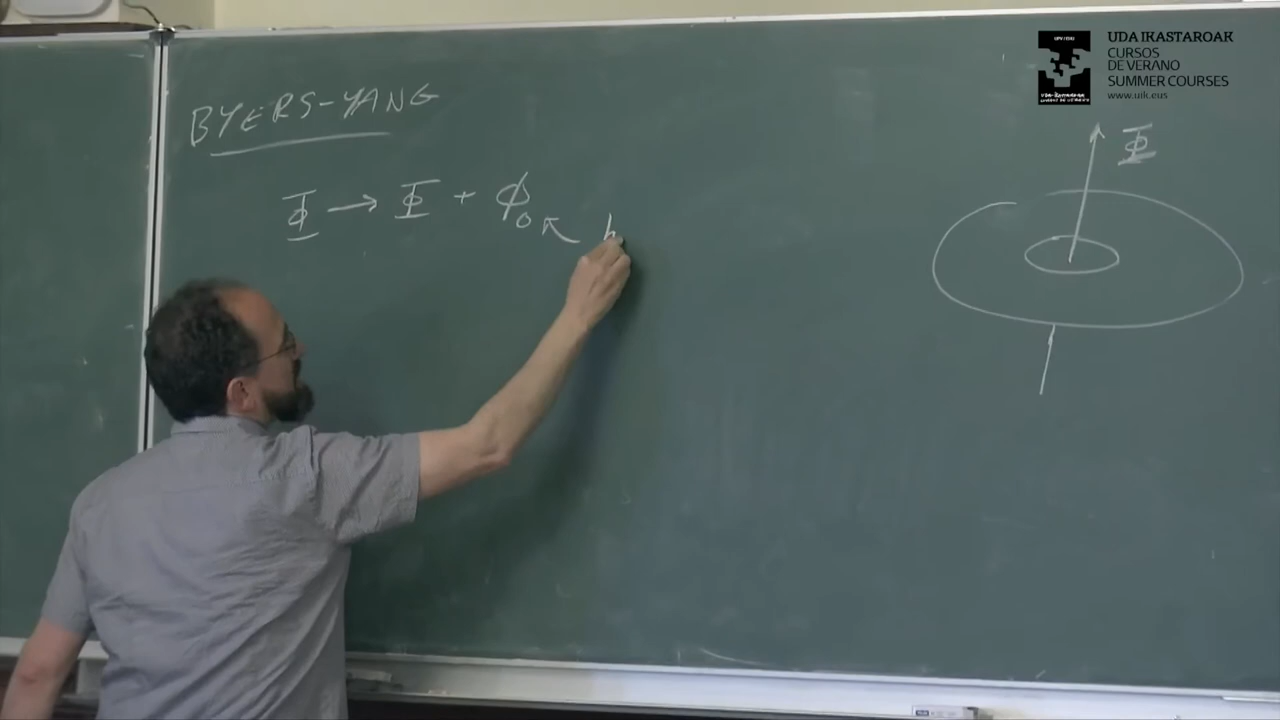 BYERS-YANG
Φ → Φ + ϕ₀ ↖ h
Φ
UDA IKASTAROAK
CURSOS
DE VERANO
SUMMER COURSES
www.uik.eus